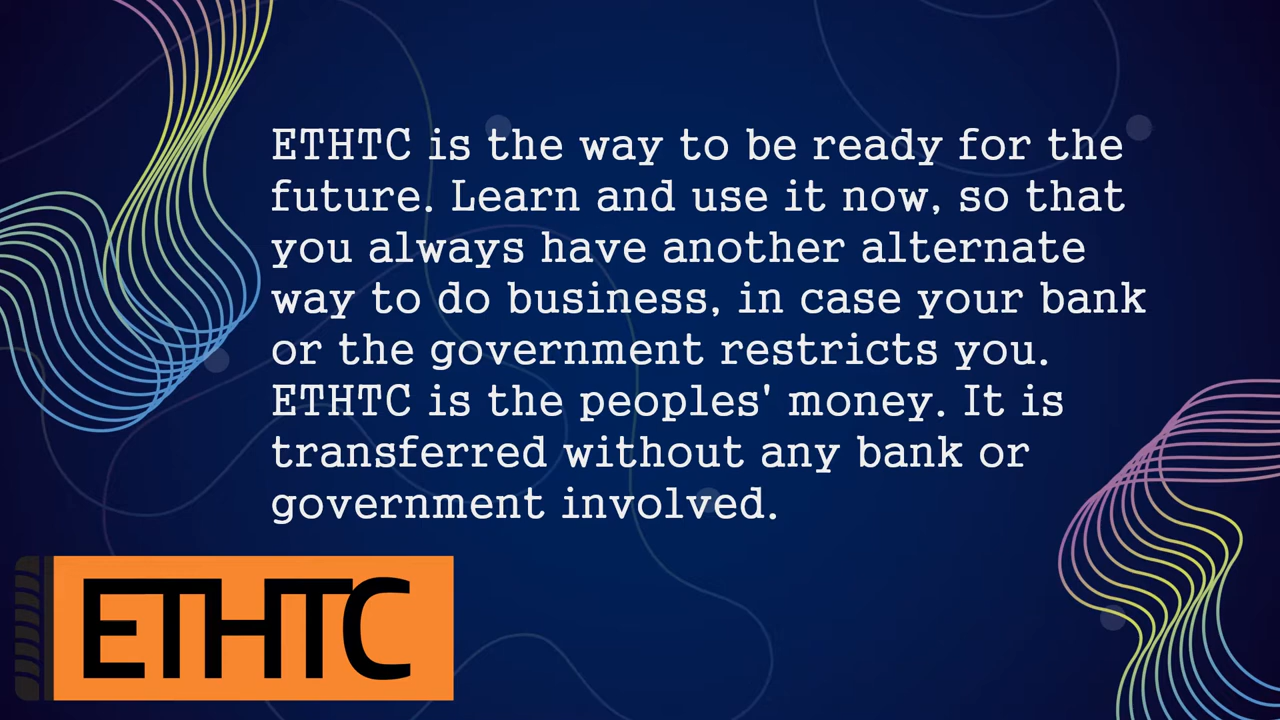 ETHTC is the way to be ready for the
future. Learn and use it now, so that
you always have another alternate
way to do business, in case your bank
or the government restricts you.
ETHTC is the peoples' money. It is
transferred without any bank or
government involved.
ETHTC